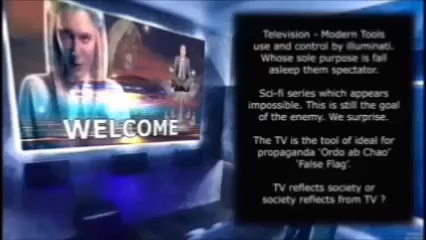 WELCOME
Television - Modern Tools
use and control by illuminati.
Whose sole purpose is fall
asleep them spectator.
Sci-fi series which appears
impossible. This is still the goal
of the enemy. We surprise.
The TV is the tool of ideal for
propaganda 'Ordo ab Chao'
'False Flag'.
TV reflects society or
society reflects from TV ?